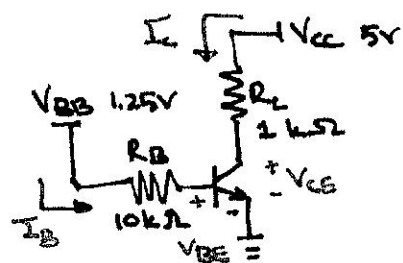 Ic
Vcc 5V
VBB 1.25V
RL
1 kΩ
RB
+
VCE
-
IB
10kΩ
+
-
VBE